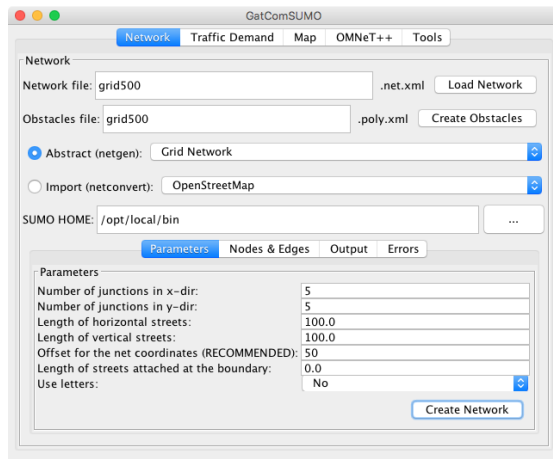 GatComSUMO
Network Traffic Demand Map OMNeT++ Tools
Network
Network file: grid500 .net.xml Load Network
Obstacles file: grid500 .poly.xml Create Obstacles
Abstract (netgen): Grid Network
Import (netconvert): OpenStreetMap
SUMO HOME: /opt/local/bin ...
Parameters Nodes & Edges Output Errors
Parameters
Number of junctions in x-dir: 5
Number of junctions in y-dir: 5
Length of horizontal streets: 100.0
Length of vertical streets: 100.0
Offset for the net coordinates (RECOMMENDED): 50
Length of streets attached at the boundary: 0.0
Use letters: No
Create Network